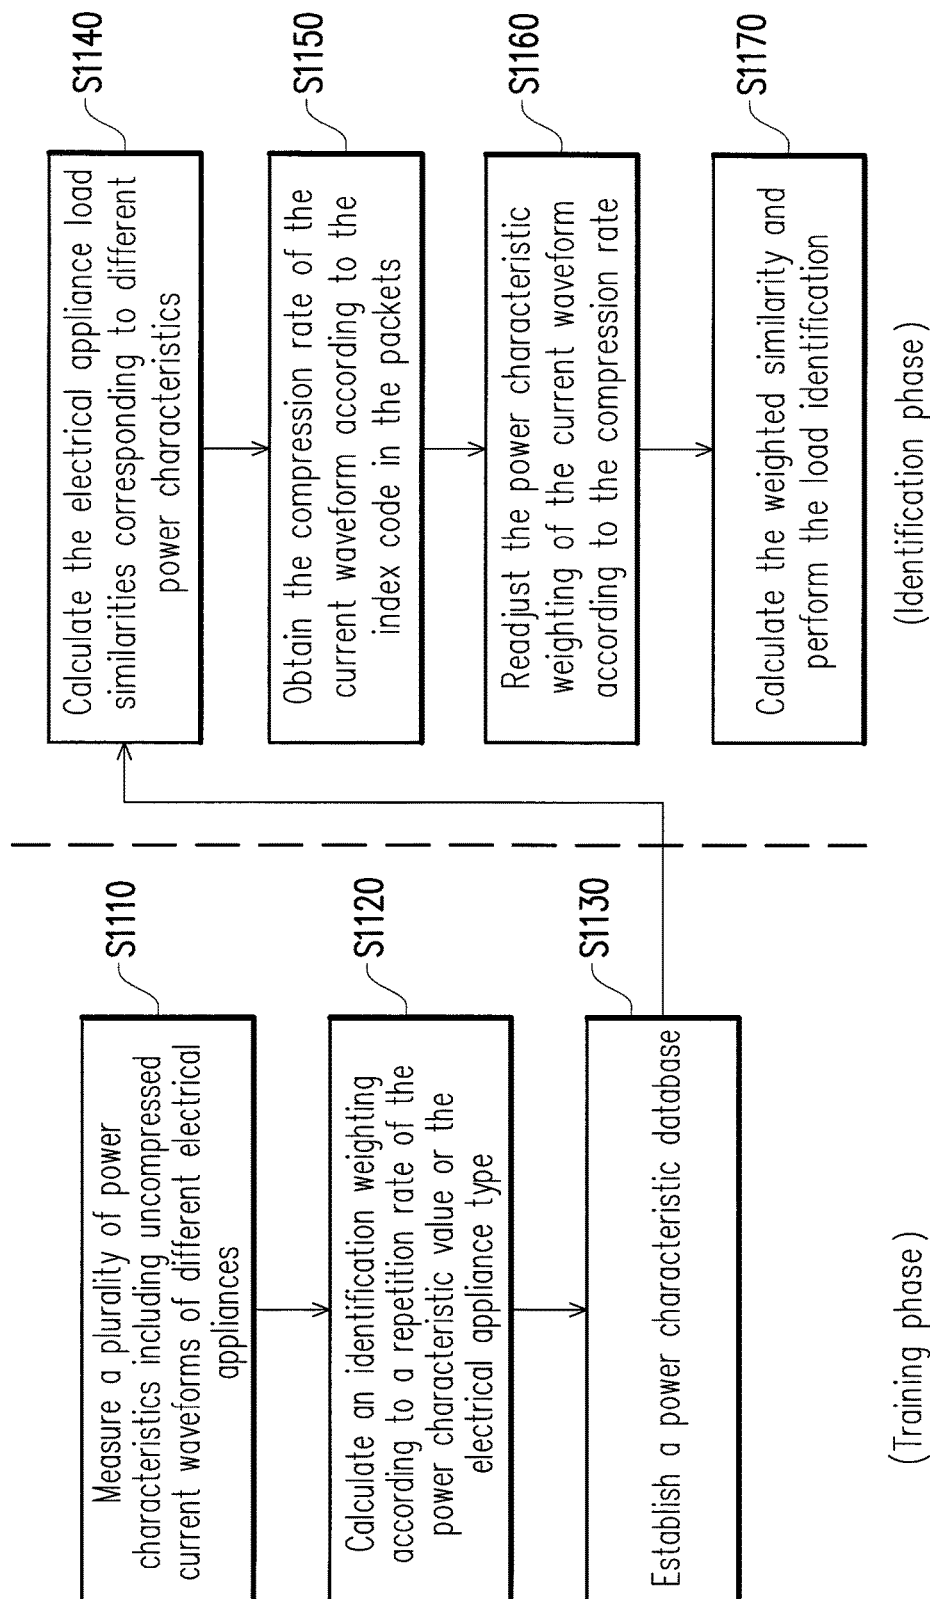 S1110
Measure a plurality of power
characteristics including uncompressed
current waveforms of different electrical
appliances
S1120
Calculate an identification weighting
according to a repetition rate of the
power characteristic value or the
electrical appliance type
S1130
Establish a power characteristic database
(Training phase)
S1140
Calculate the electrical appliance load
similarities corresponding to different
power characteristics
S1150
Obtain the compression rate of the
current waveform according to the
index code in the packets
S1160
Readjust the power characteristic
weighting of the current waveform
according to the compression rate
S1170
Calculate the weighted similarity and
perform the load identification
(Identification phase)